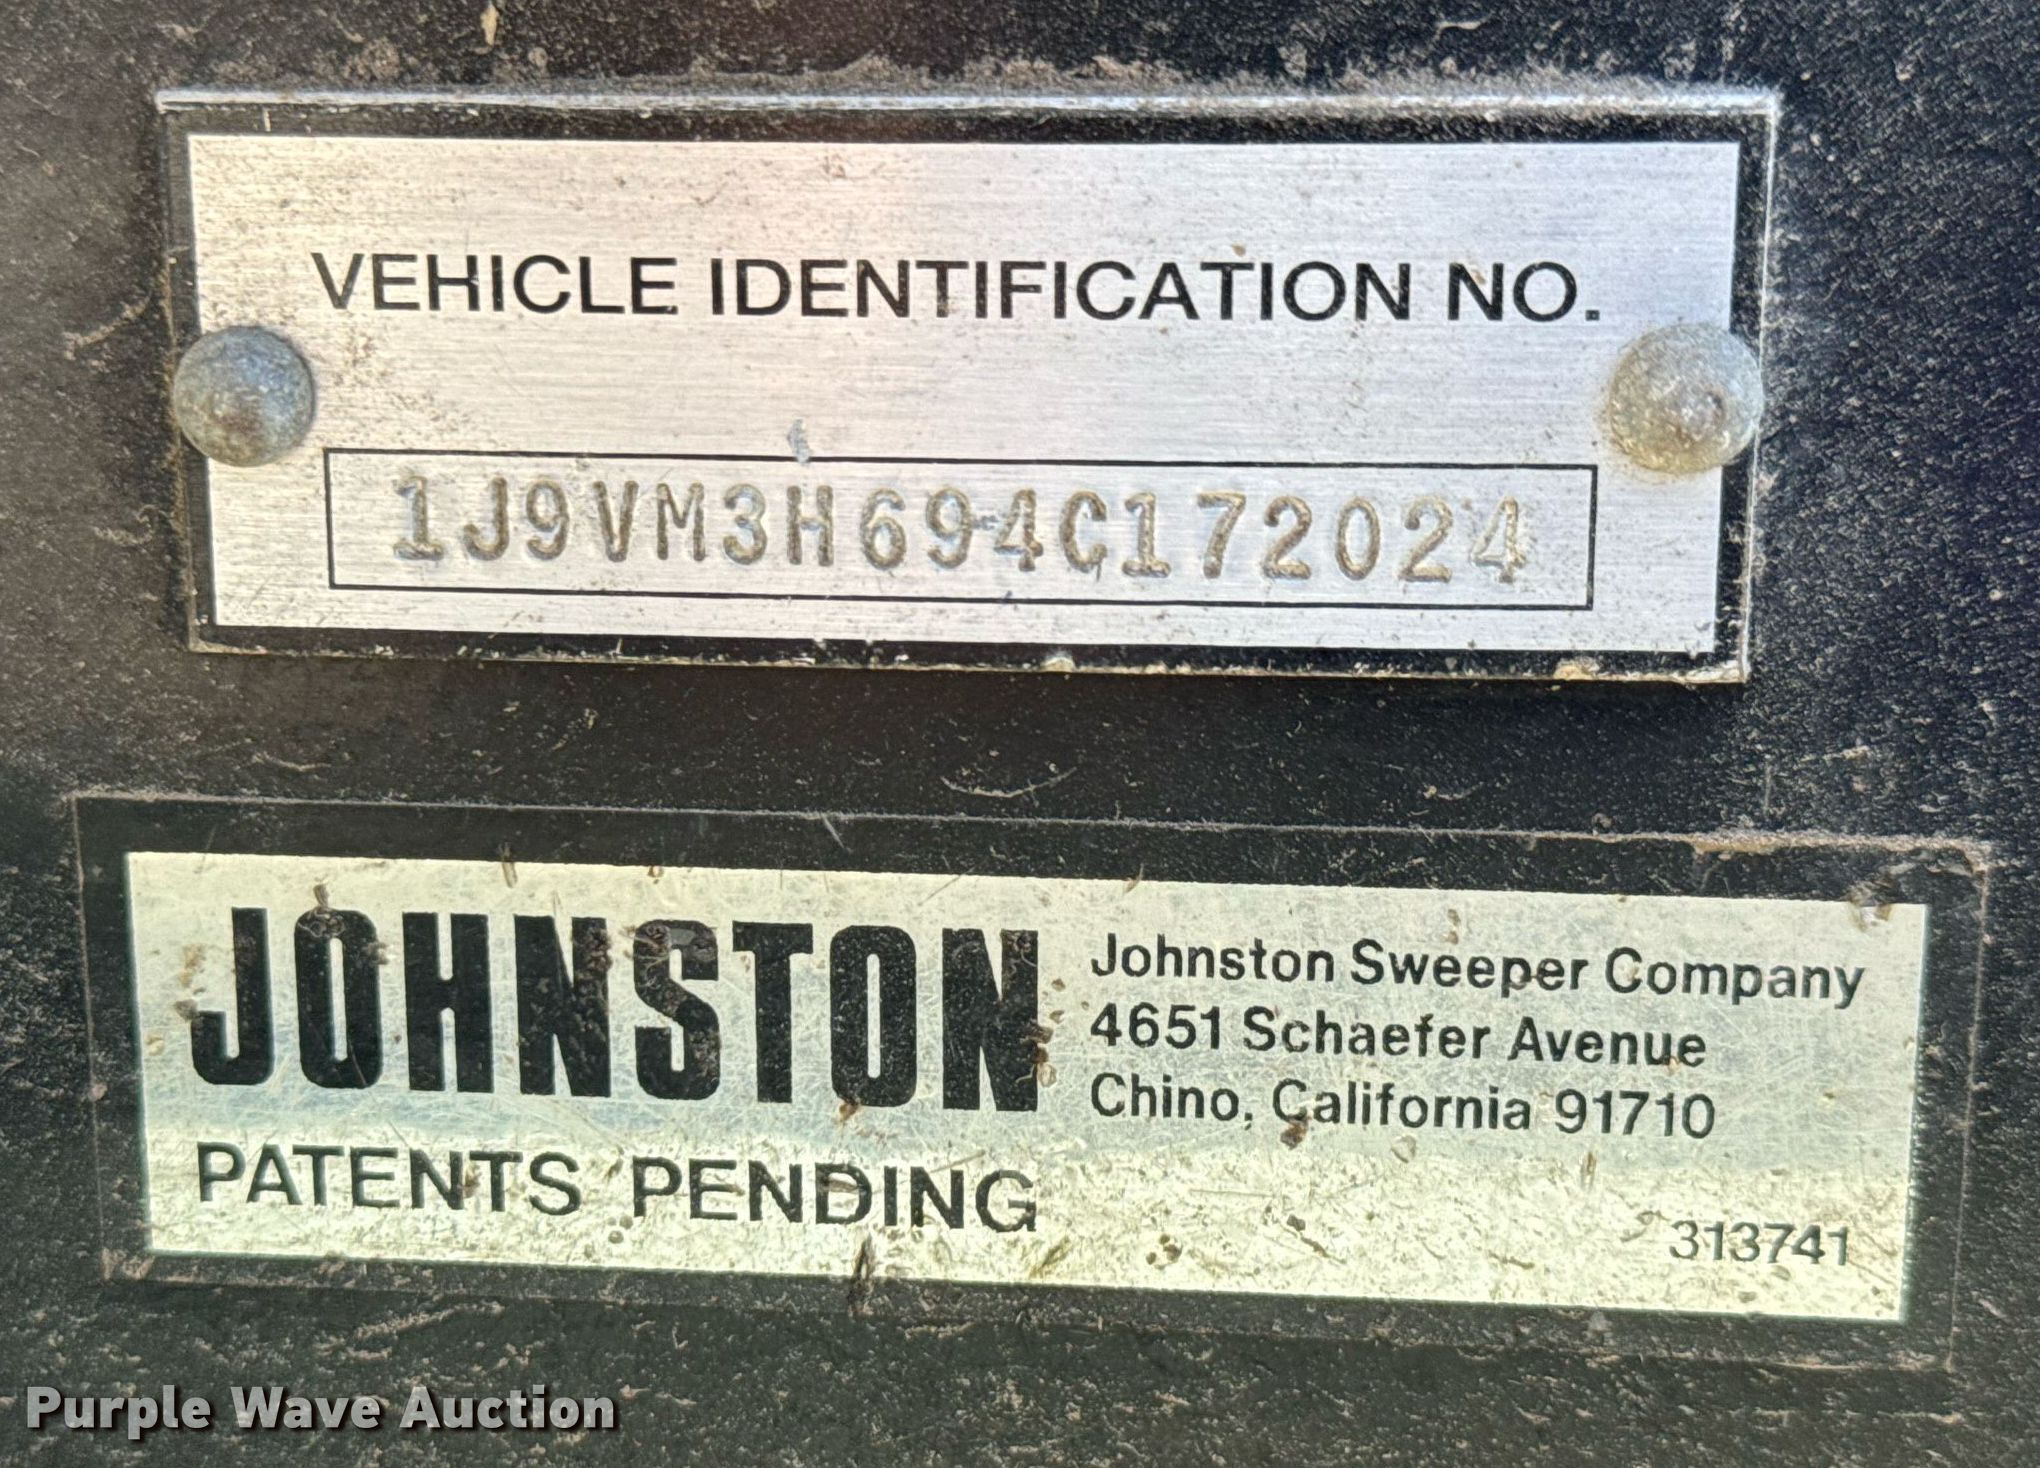 VEHICLE IDENTIFICATION NO.
1J9VM3H694C172024
JOHNSTON
PATENTS PENDING
Johnston Sweeper Company
4651 Schaefer Avenue
Chino, California 91710
313741
Purple Wave Auction